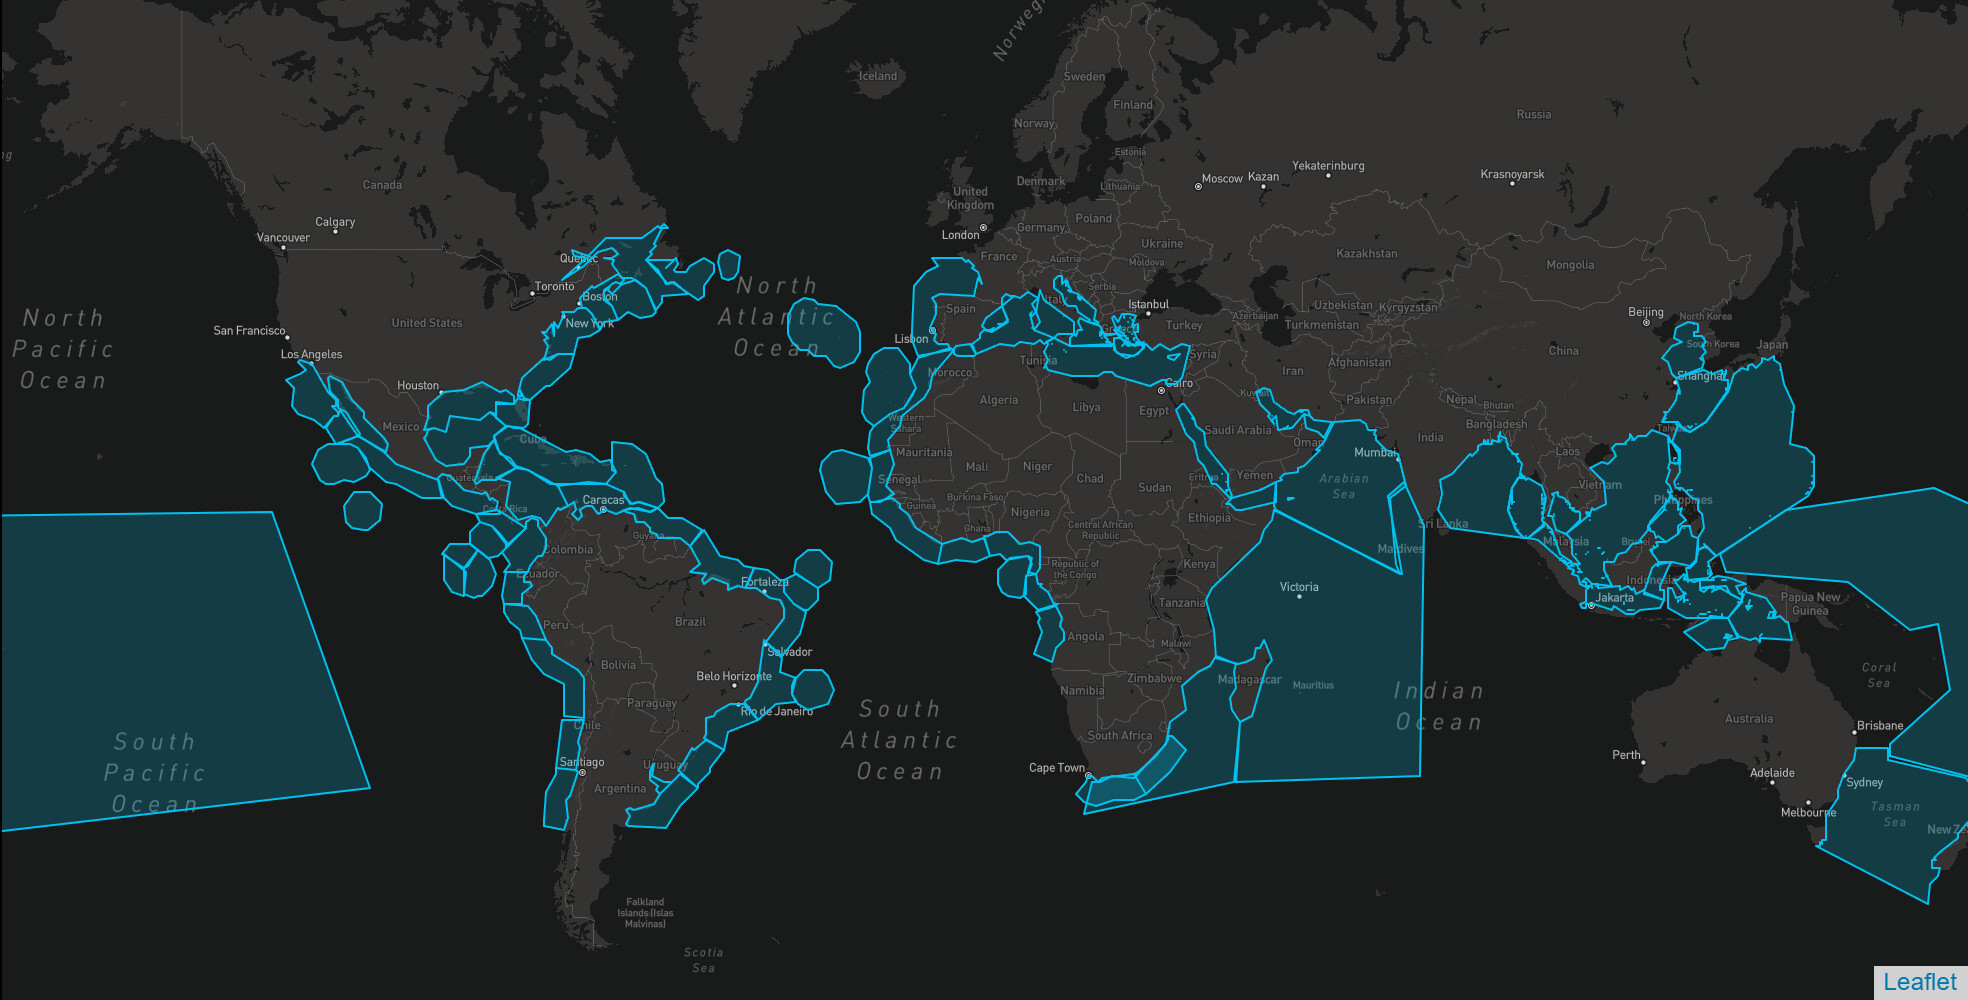 Norwegi
Iceland
Sweden
Finland
Norway
Russia
Estonia
ng
Yekaterinburg
Moscow
Kazan
Krasnoyarsk
Canada
Denmark
Lithuania
United
Kingdom
Calgary
Poland
Vancouver
London
Germany
Ukraine
Quebec
France
Austria
Moldova
Kazakhstan
Mongolia
Toronto
North
Atlantic
Ocean
Serbia
Boston
Italy
Istanbul
Uzbekistan
Kyrgyzstan
North
Pacific
Ocean
United States
New York
Spain
Azerbaijan
Beijing
North Korea
San Francisco
Lisbon
Greece
Turkey
Turkmenistan
South Korea
Japan
Los Angeles
Tunisia
Syria
China
Afghanistan
Morocco
Iran
Shanghai
Houston
Cairo
Algeria
Libya
Kuwait
Pakistan
Nepal
Bhutan
Egypt
Western
Sahara
Mexico
Saudi Arabia
Bangladesh
Taiwan
Cuba
Oman
India
Mauritania
Mumbai
Laos
Guatemala
Senegal
Mali
Niger
Chad
Sudan
Eritrea
Yemen
Arabian
Sea
Vietnam
Caracas
Burkina Faso
Philippines
Costa Rica
Guinea
Nigeria
Ethiopia
Sri Lanka
Ghana
Central African
Republic
Guyana
Colombia
Maldives
Malaysia
Brunei
Republic of
the Congo
Kenya
Ecuador
Fortaleza
Victoria
Indonesia
Jakarta
Papua New
Guinea
Tanzania
Peru
Brazil
Angola
Malawi
Salvador
Bolivia
Coral
Sea
Belo Horizonte
Zimbabwe
Madagascar
Mauritius
Namibia
Indian
Ocean
Paraguay
Rio de Janeiro
South
Atlantic
Ocean
Australia
Chile
South Africa
Brisbane
South
Pacific
Ocean
Santiago
Uruguay
Cape Town
Perth
Adelaide
Sydney
Argentina
Melbourne
Tasman
Sea
New Ze
Falkland
Islands (Islas
Malvinas)
Scotia
Sea
Leaflet